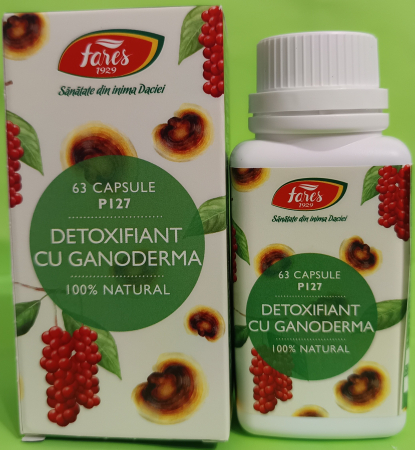 fares
1929
Sănătate din inima Daciei
63 CAPSULE
P127
DETOXIFIANT
CU GANODERMA
100% NATURAL
fares
1929
Sănătate din inima Daciei
63 CAPSULE
P127
DETOXIFIANT
CU GANODERMA
100% NATURAL